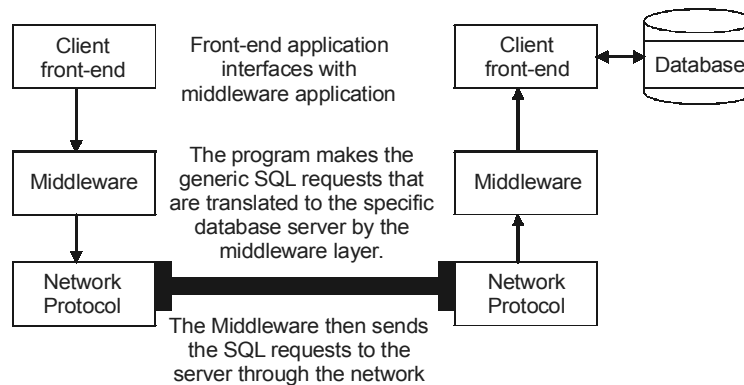 Client
front-end
Front-end application
interfaces with
middleware application
Client
front-end
Database
Middleware
The program makes the
generic SQL requests that
are translated to the specific
database server by the
middleware layer.
Middleware
Network
Protocol
Network
Protocol
The Middleware then sends
the SQL requests to the
server through the network